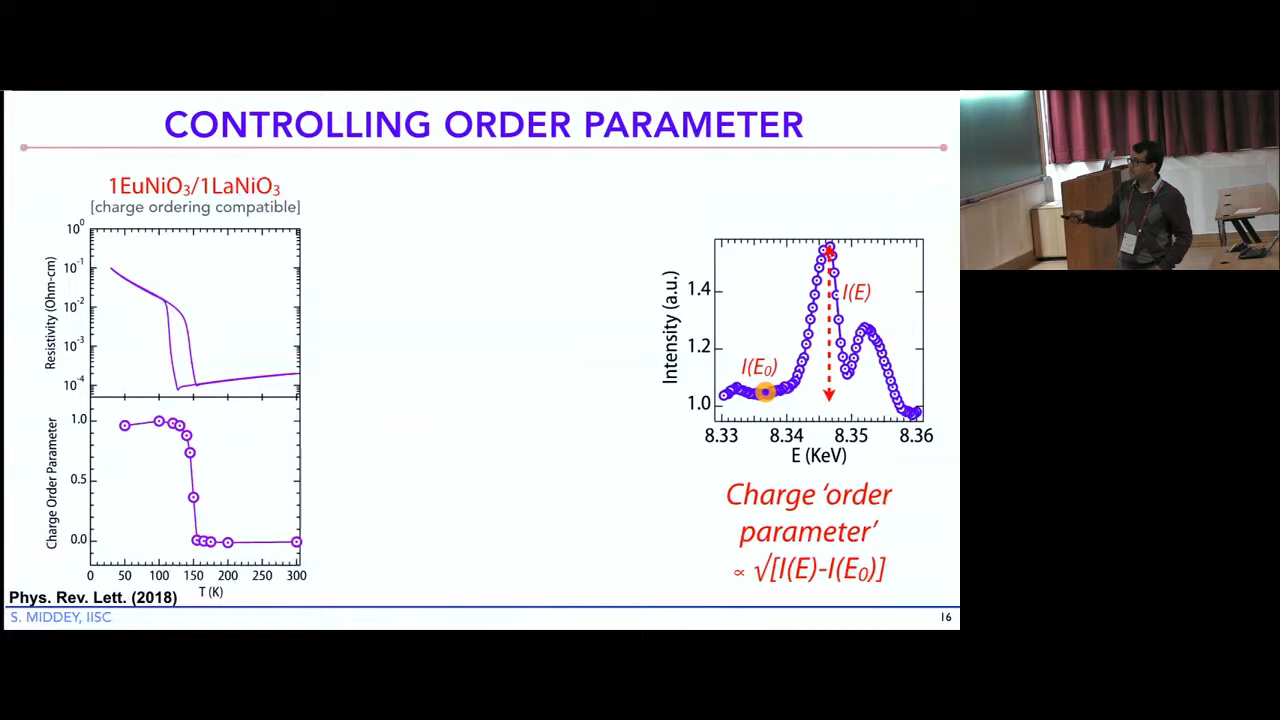 CONTROLLING ORDER PARAMETER
1EuNiO₃/1LaNiO₃
[charge ordering compatible]
10⁰
10⁻¹
10⁻²
10⁻³
10⁻⁴
Resistivity (Ohm-cm)
1.0
0.5
0.0
Charge Order Parameter
0 50 100 150 200 250 300
T (K)
1.4
1.2
1.0
Intensity (a.u.)
I(E)
I(E₀)
8.33 8.34 8.35 8.36
E (KeV)
Charge ‘order
parameter’
∝ √[I(E)-I(E₀)]
Phys. Rev. Lett. (2018)
S. MIDDEY, IISC
16